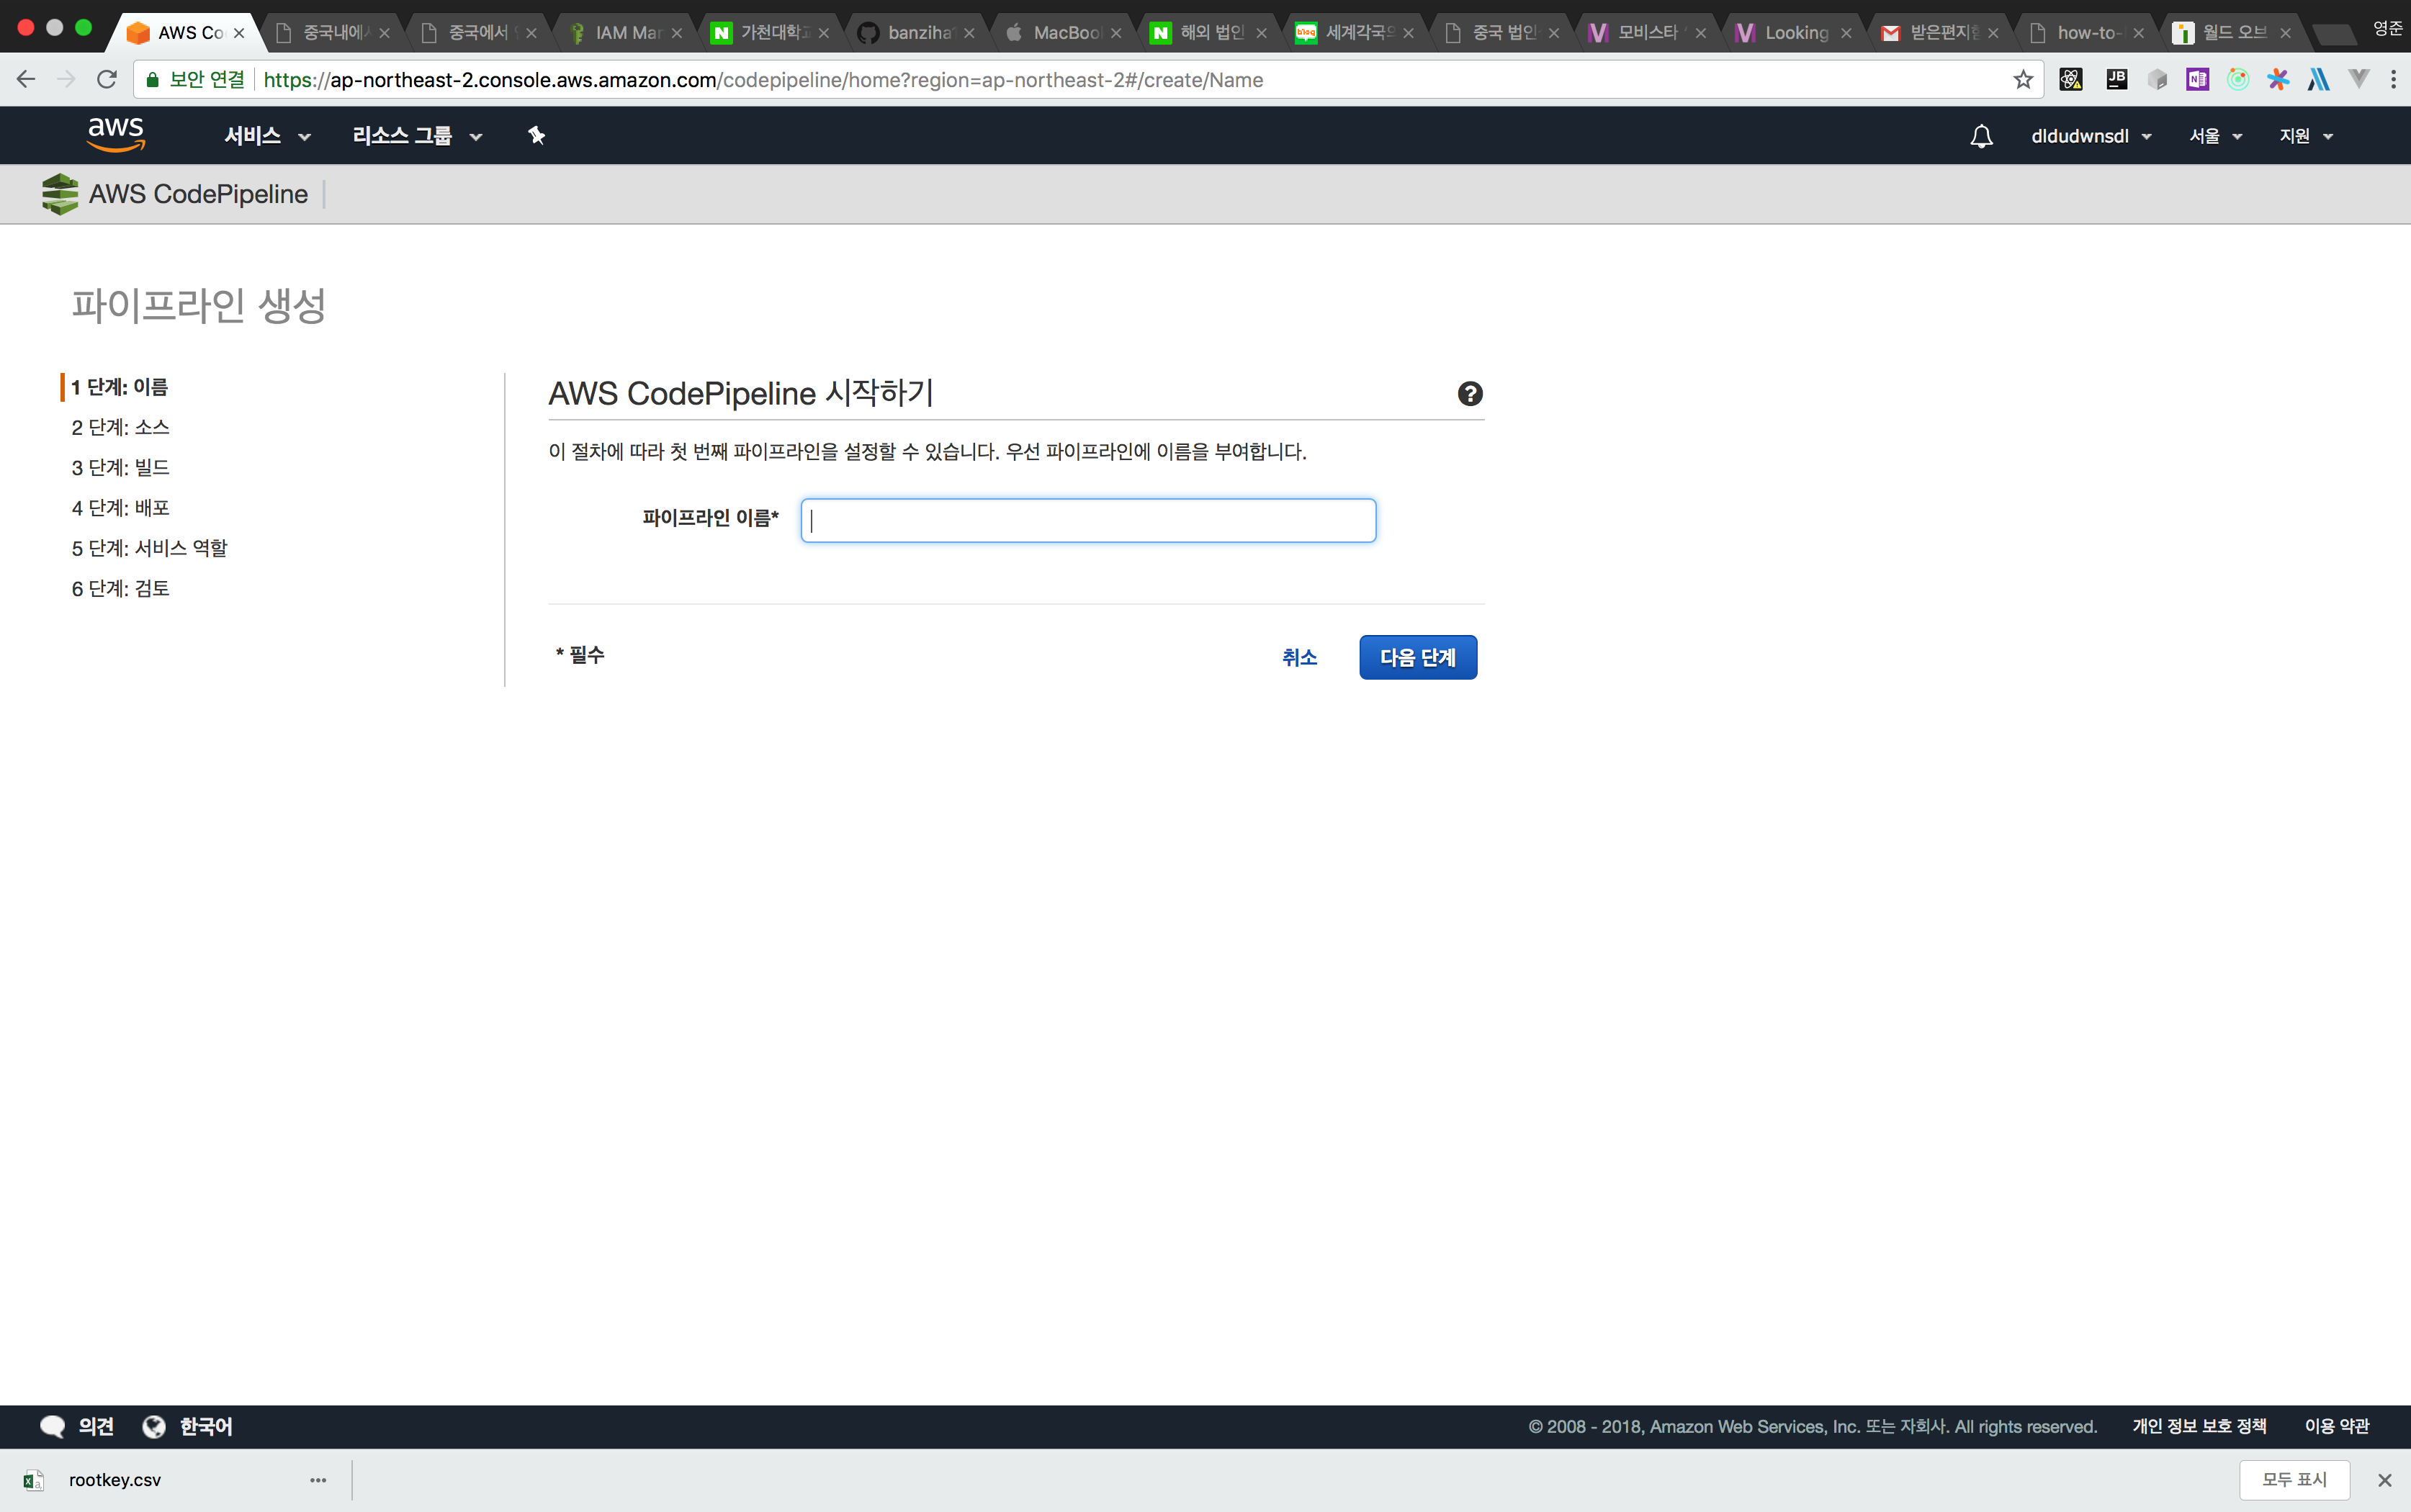 AWS Co
중국내에서
중국에서
IAM Man
가천대학교
banziha
MacBook
해외 법인
세계각국의
중국 법인
모비스타
Looking
받은편지함
how-to-
월드 오브
영준
보안 연결 https://ap-northeast-2.console.aws.amazon.com/codepipeline/home?region=ap-northeast-2#/create/Name
JB
aws 서비스 리소스 그룹 dldudwnsdl 서울 지원
AWS CodePipeline
파이프라인 생성
1 단계: 이름
2 단계: 소스
3 단계: 빌드
4 단계: 배포
5 단계: 서비스 역할
6 단계: 검토
AWS CodePipeline 시작하기
이 절차에 따라 첫 번째 파이프라인을 설정할 수 있습니다. 우선 파이프라인에 이름을 부여합니다.
파이프라인 이름*
* 필수 취소 다음 단계
의견 한국어 © 2008 - 2018, Amazon Web Services, Inc. 또는 자회사. All rights reserved. 개인 정보 보호 정책 이용 약관
rootkey.csv 모두 표시